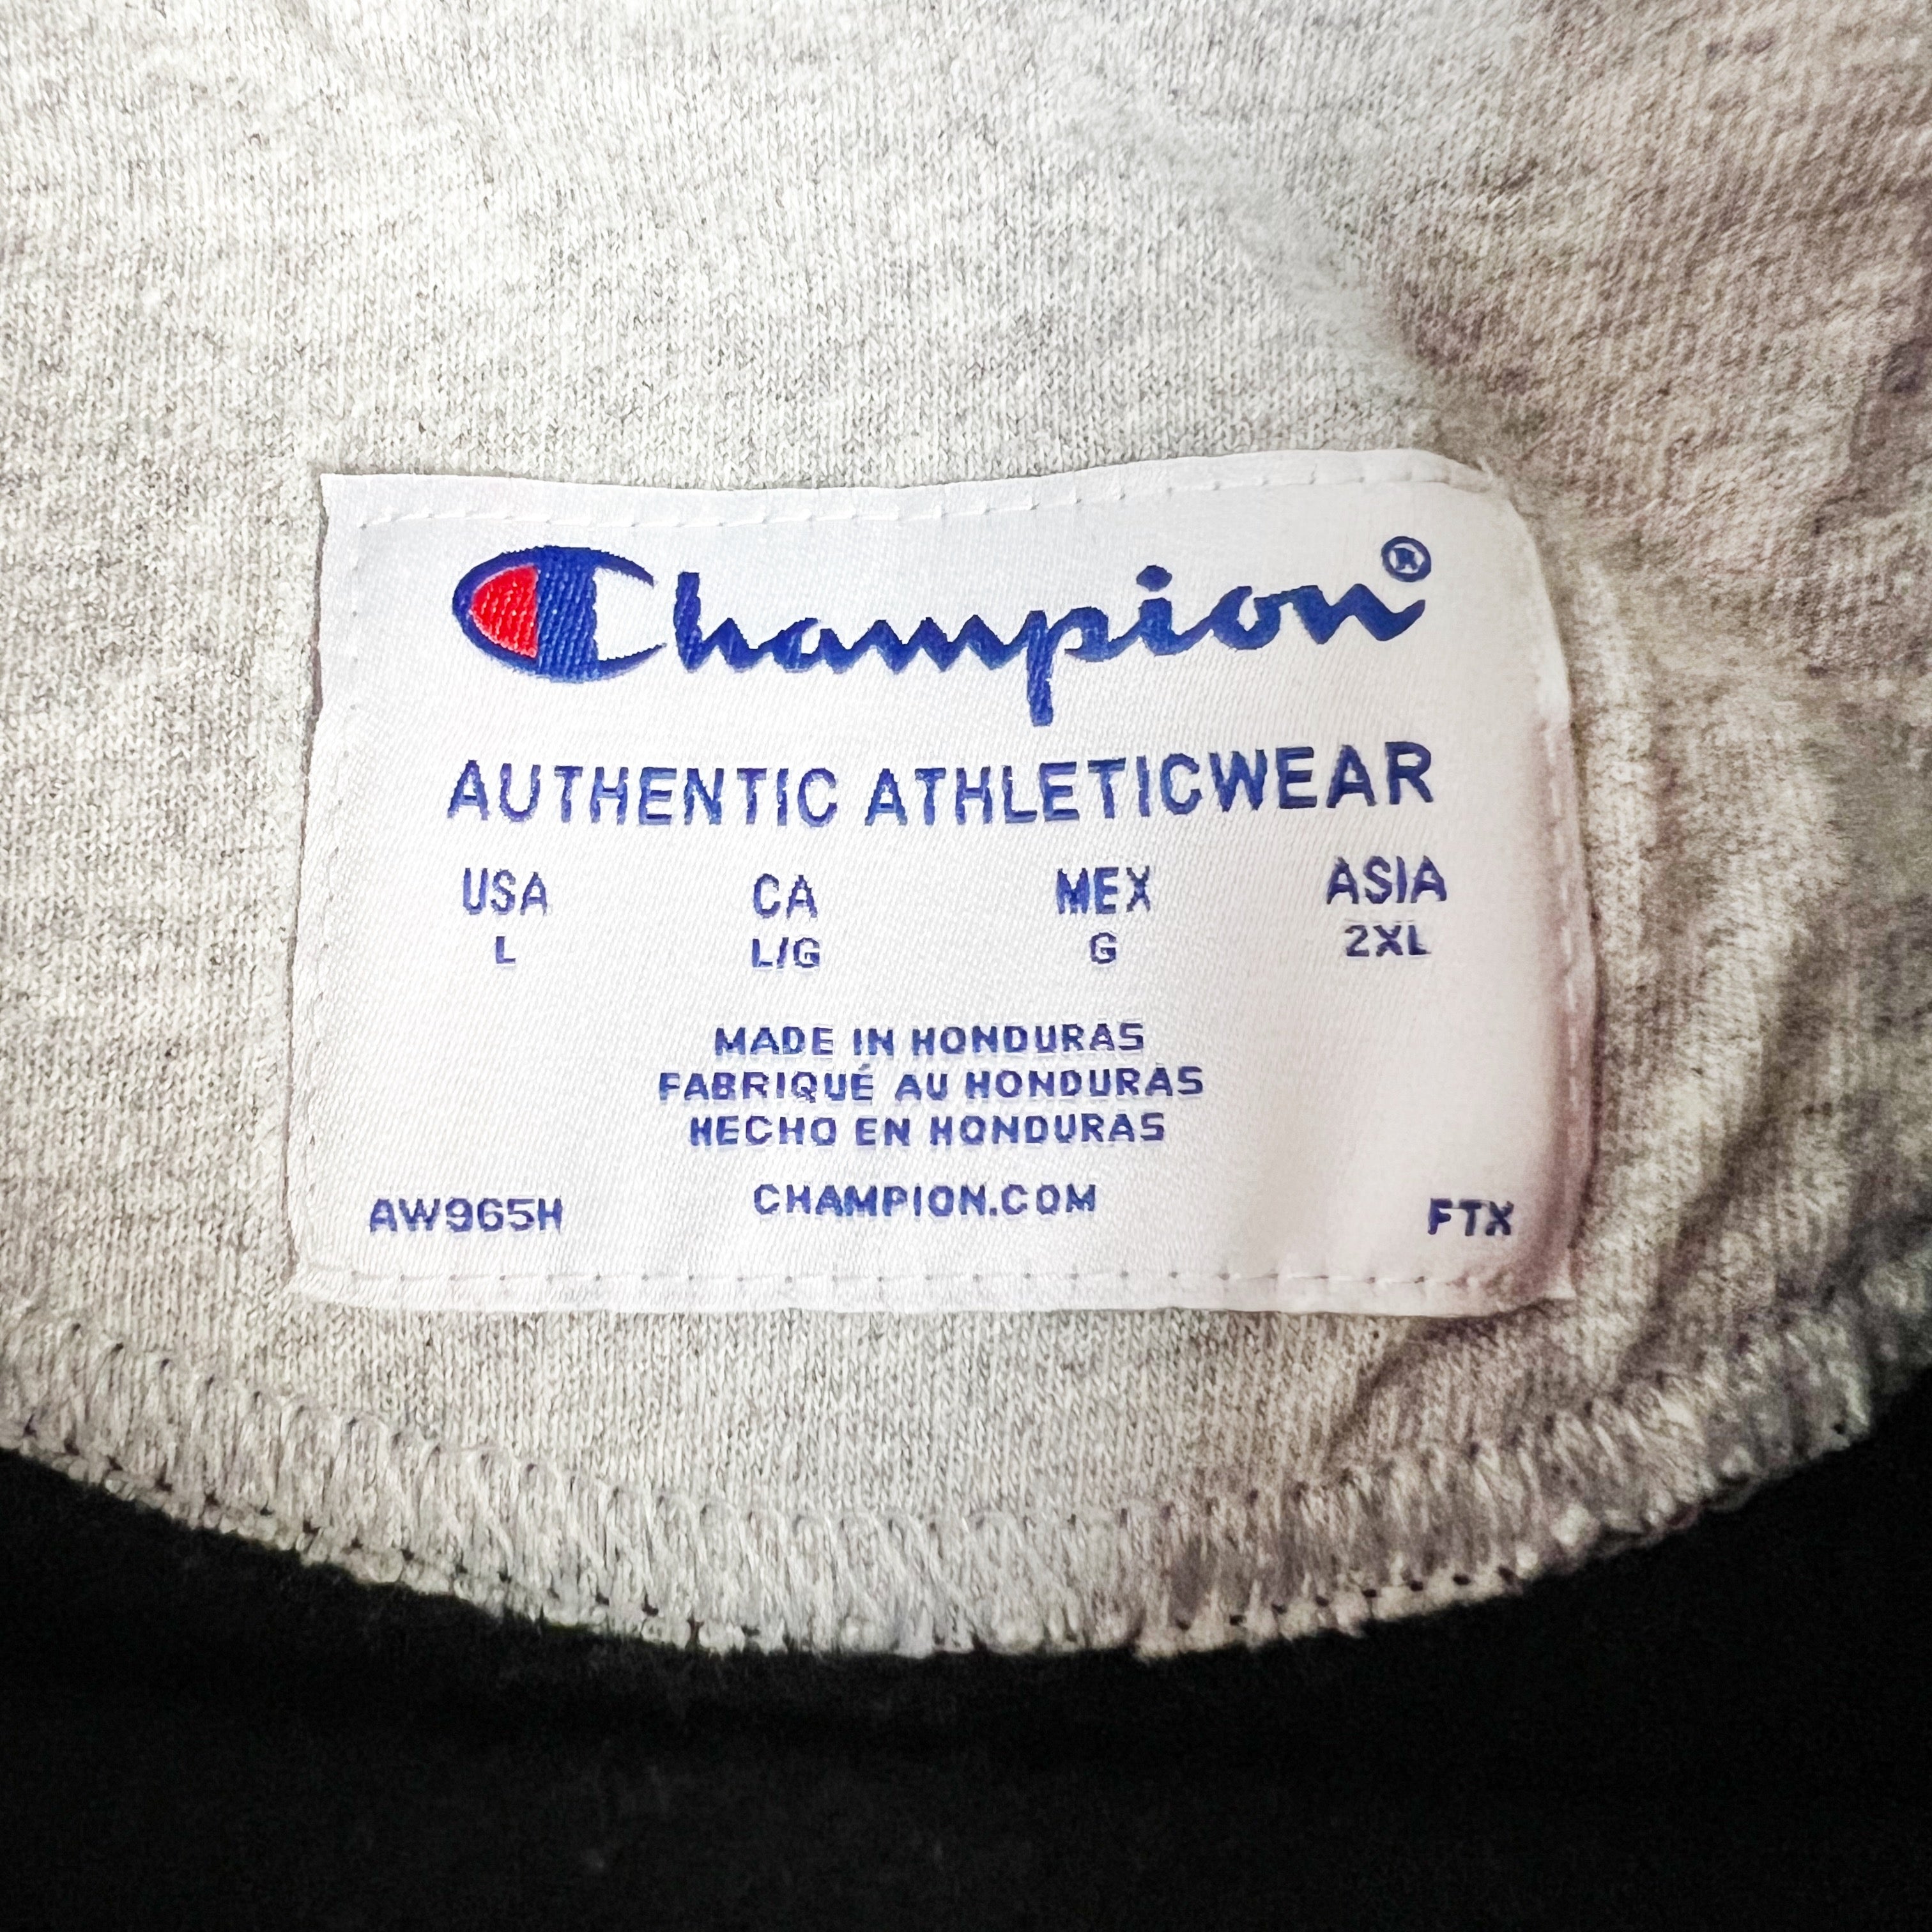 Champion®
AUTHENTIC ATHLETICWEAR
USA CA MEX ASIA
L L/G G 2XL
MADE IN HONDURAS
FABRIQUÉ AU HONDURAS
HECHO EN HONDURAS
AW965H CHAMPION.COM FTX